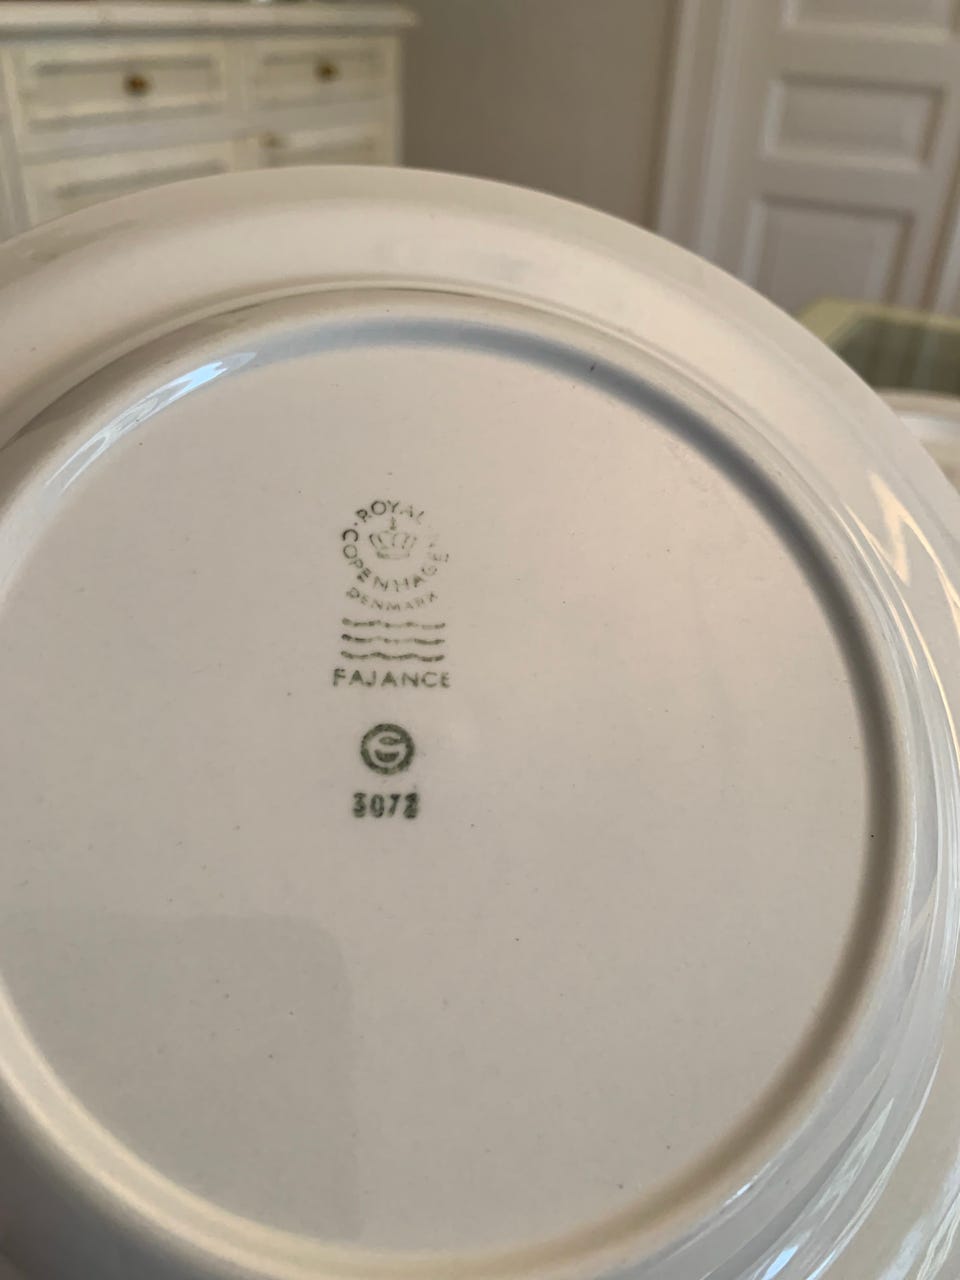 ROYAL COPENHAGEN
DENMARK
FAJANCE
3072